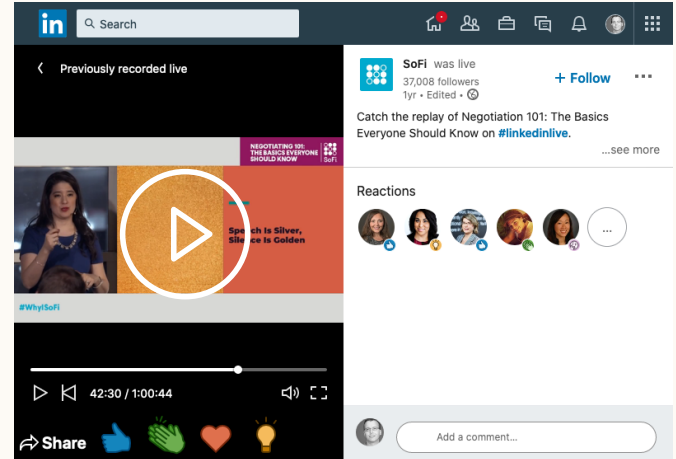 in
Search
Previously recorded live
NEGOTIATING 101:
THE BASICS EVERYONE
SHOULD KNOW
SoFi
Speech Is Silver,
Silence Is Golden
#WhyISoFi
42:30 / 1:00:44
Share
SoFi was live
37,008 followers
1yr • Edited •
+ Follow
Catch the replay of Negotiation 101: The Basics
Everyone Should Know on #linkedinlive.
...see more
Reactions
...
Add a comment...